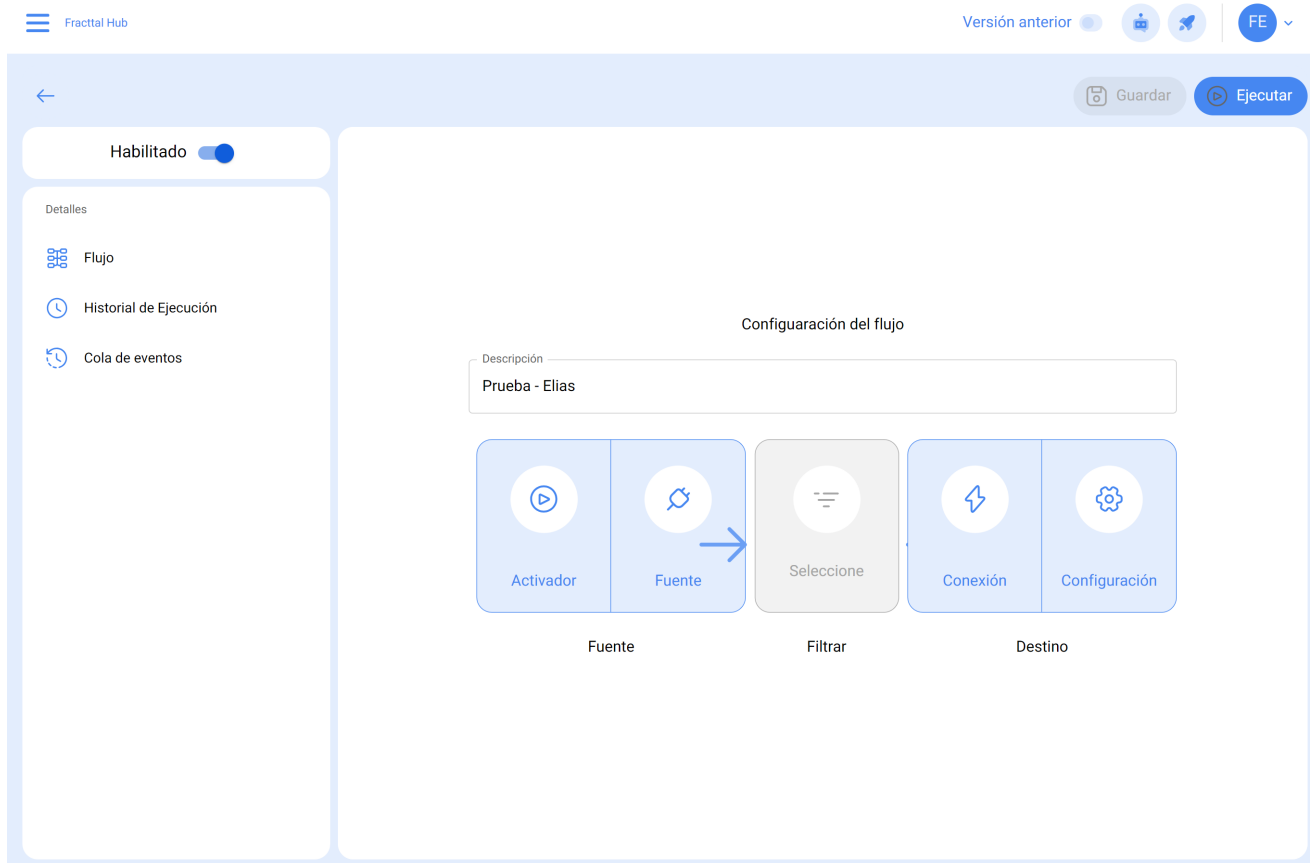 Fracttal Hub
Versión anterior
FE
Guardar
Ejecutar
Habilitado
Detalles
Flujo
Historial de Ejecución
Cola de eventos
Configuaración del flujo
Descripción
Prueba - Elias
Activador
Fuente
Seleccione
Conexión
Configuración
Fuente
Filtrar
Destino